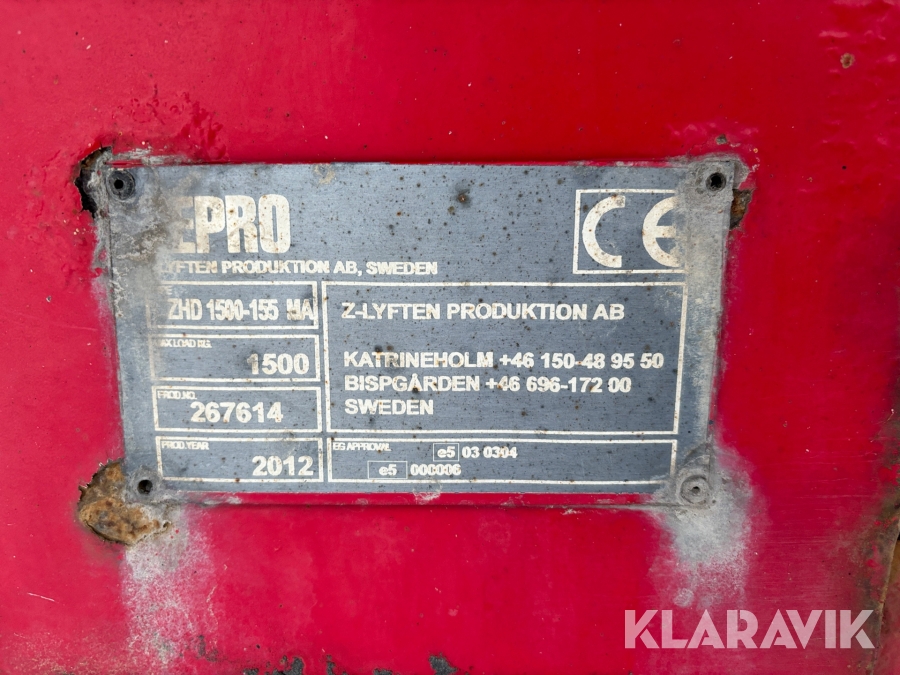 EPRO
LYFTEN PRODUKTION AB, SWEDEN
CE
ZHD 1500-155 MA
1500
PROD.NO.
267614
PROD.YEAR
2012
Z-LYFTEN PRODUKTION AB
KATRINEHOLM +46 150-48 95 50
BISPGÅRDEN +46 696-172 00
SWEDEN
EG APPROVAL
e5 03 0304
e5 000006
KLARAVIK